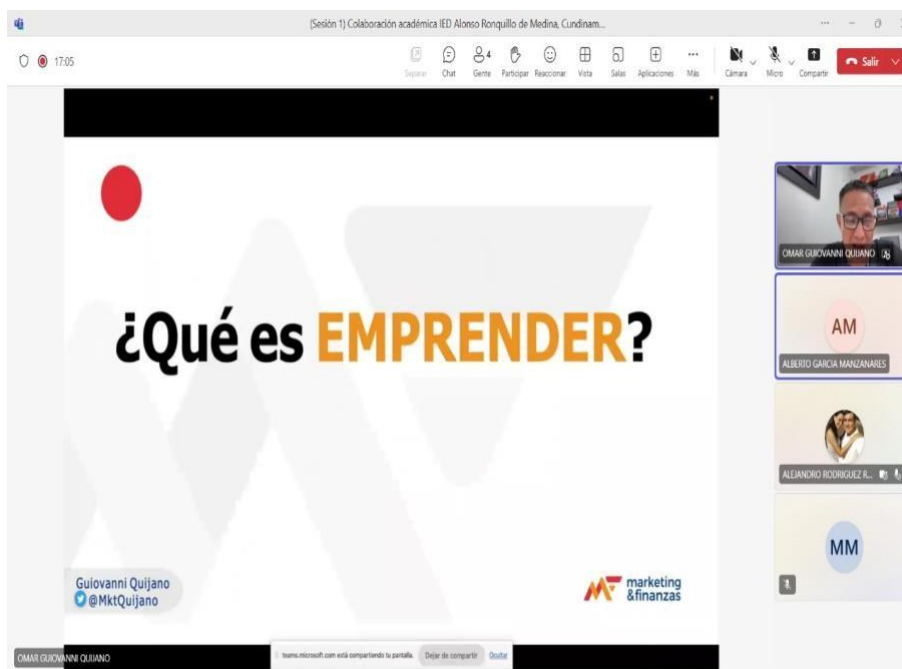 (Sesión 1) Colaboración académica IED Alonso Ronquillo de Medina, Cundinam...
17:05
Separar
Chat
4
Gente
Participar
Reaccionar
Vista
Salas
Aplicaciones
Más
Cámara
Micro
Compartir
Salir
¿Qué es EMPRENDER?
Guiovanni Quijano
@MktQuijano
marketing
&finanzas
OMAR GUIOVANNI QUIJANO
teams.microsoft.com está compartiendo tu pantalla.
Dejar de compartir
Ocultar
OMAR GUIOVANNI QUIJANO
AM
ALBERTO GARCIA MANZANARES
ALEJANDRO RODRIGUEZ R...
MM